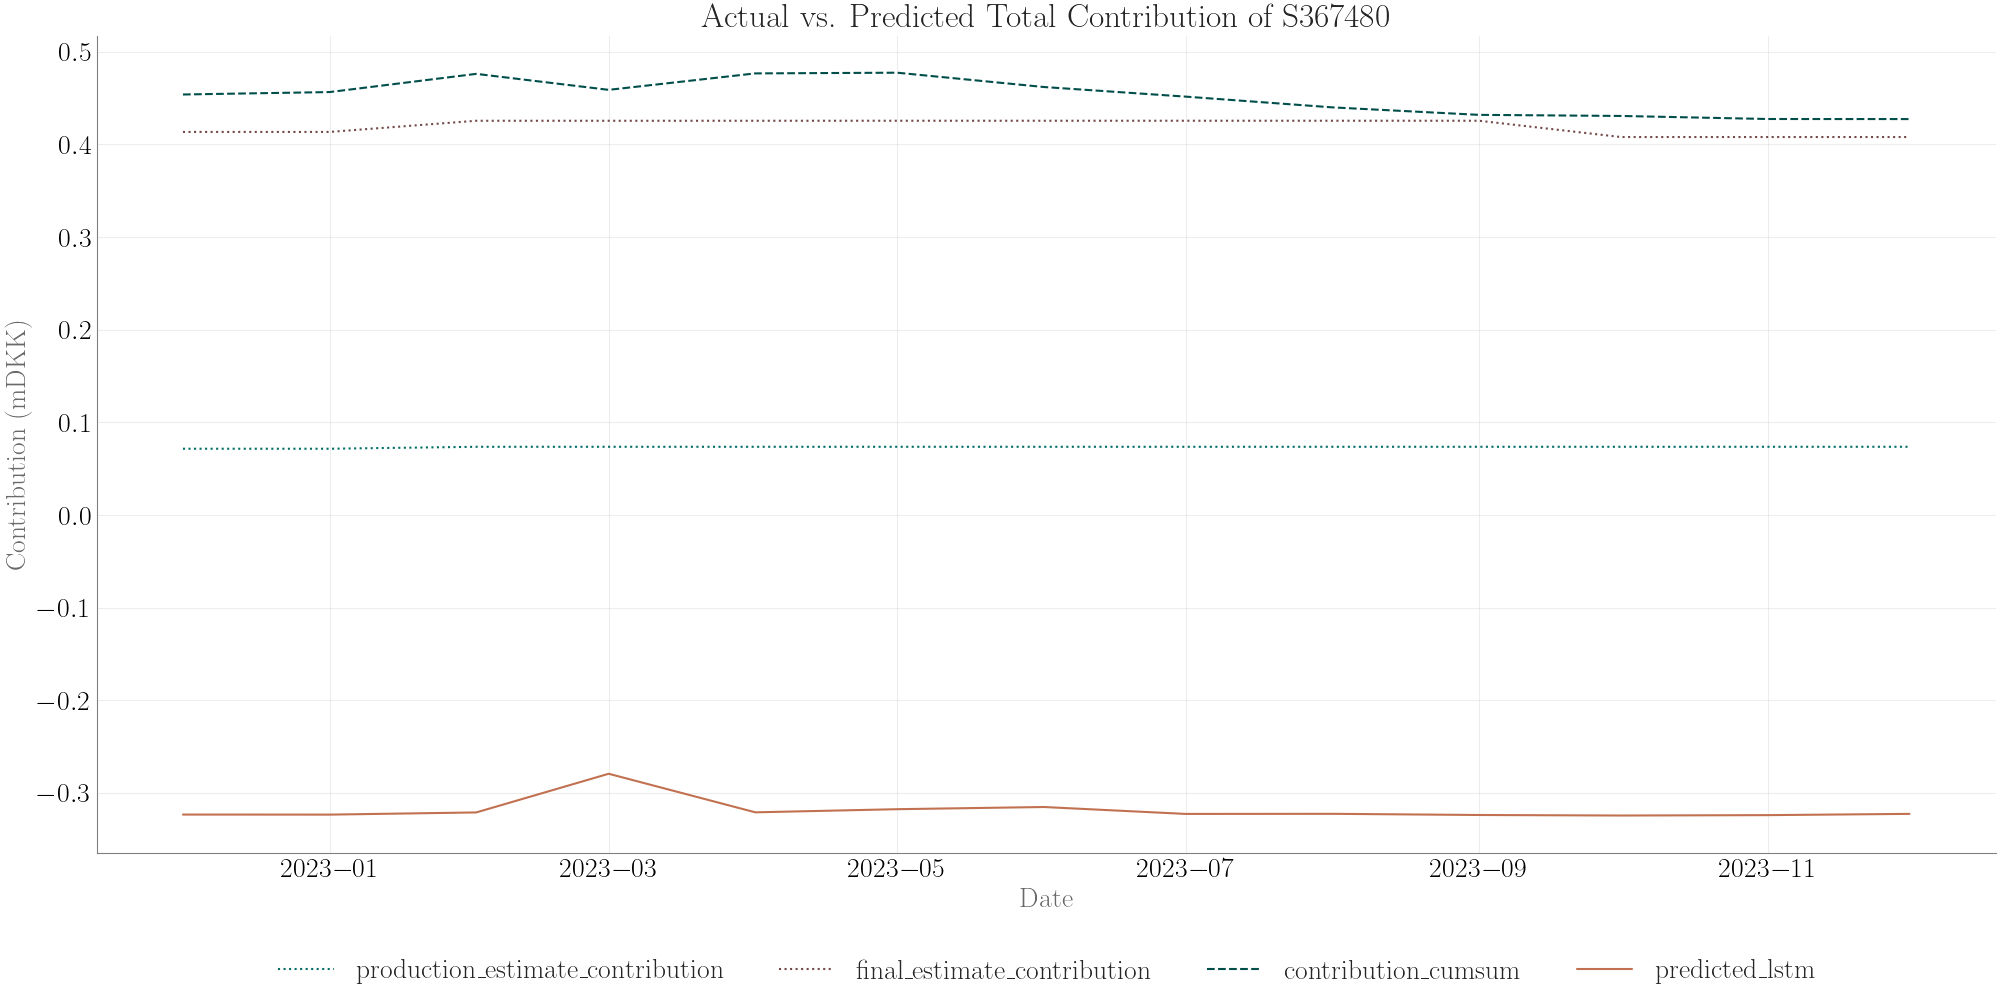 Actual vs. Predicted Total Contribution of S367480
Contribution (mDKK)
0.5
0.4
0.3
0.2
0.1
0.0
−0.1
−0.2
−0.3
2023−01 2023−03 2023−05 2023−07 2023−09 2023−11
Date
production_estimate_contribution final_estimate_contribution contribution_cumsum predicted_lstm